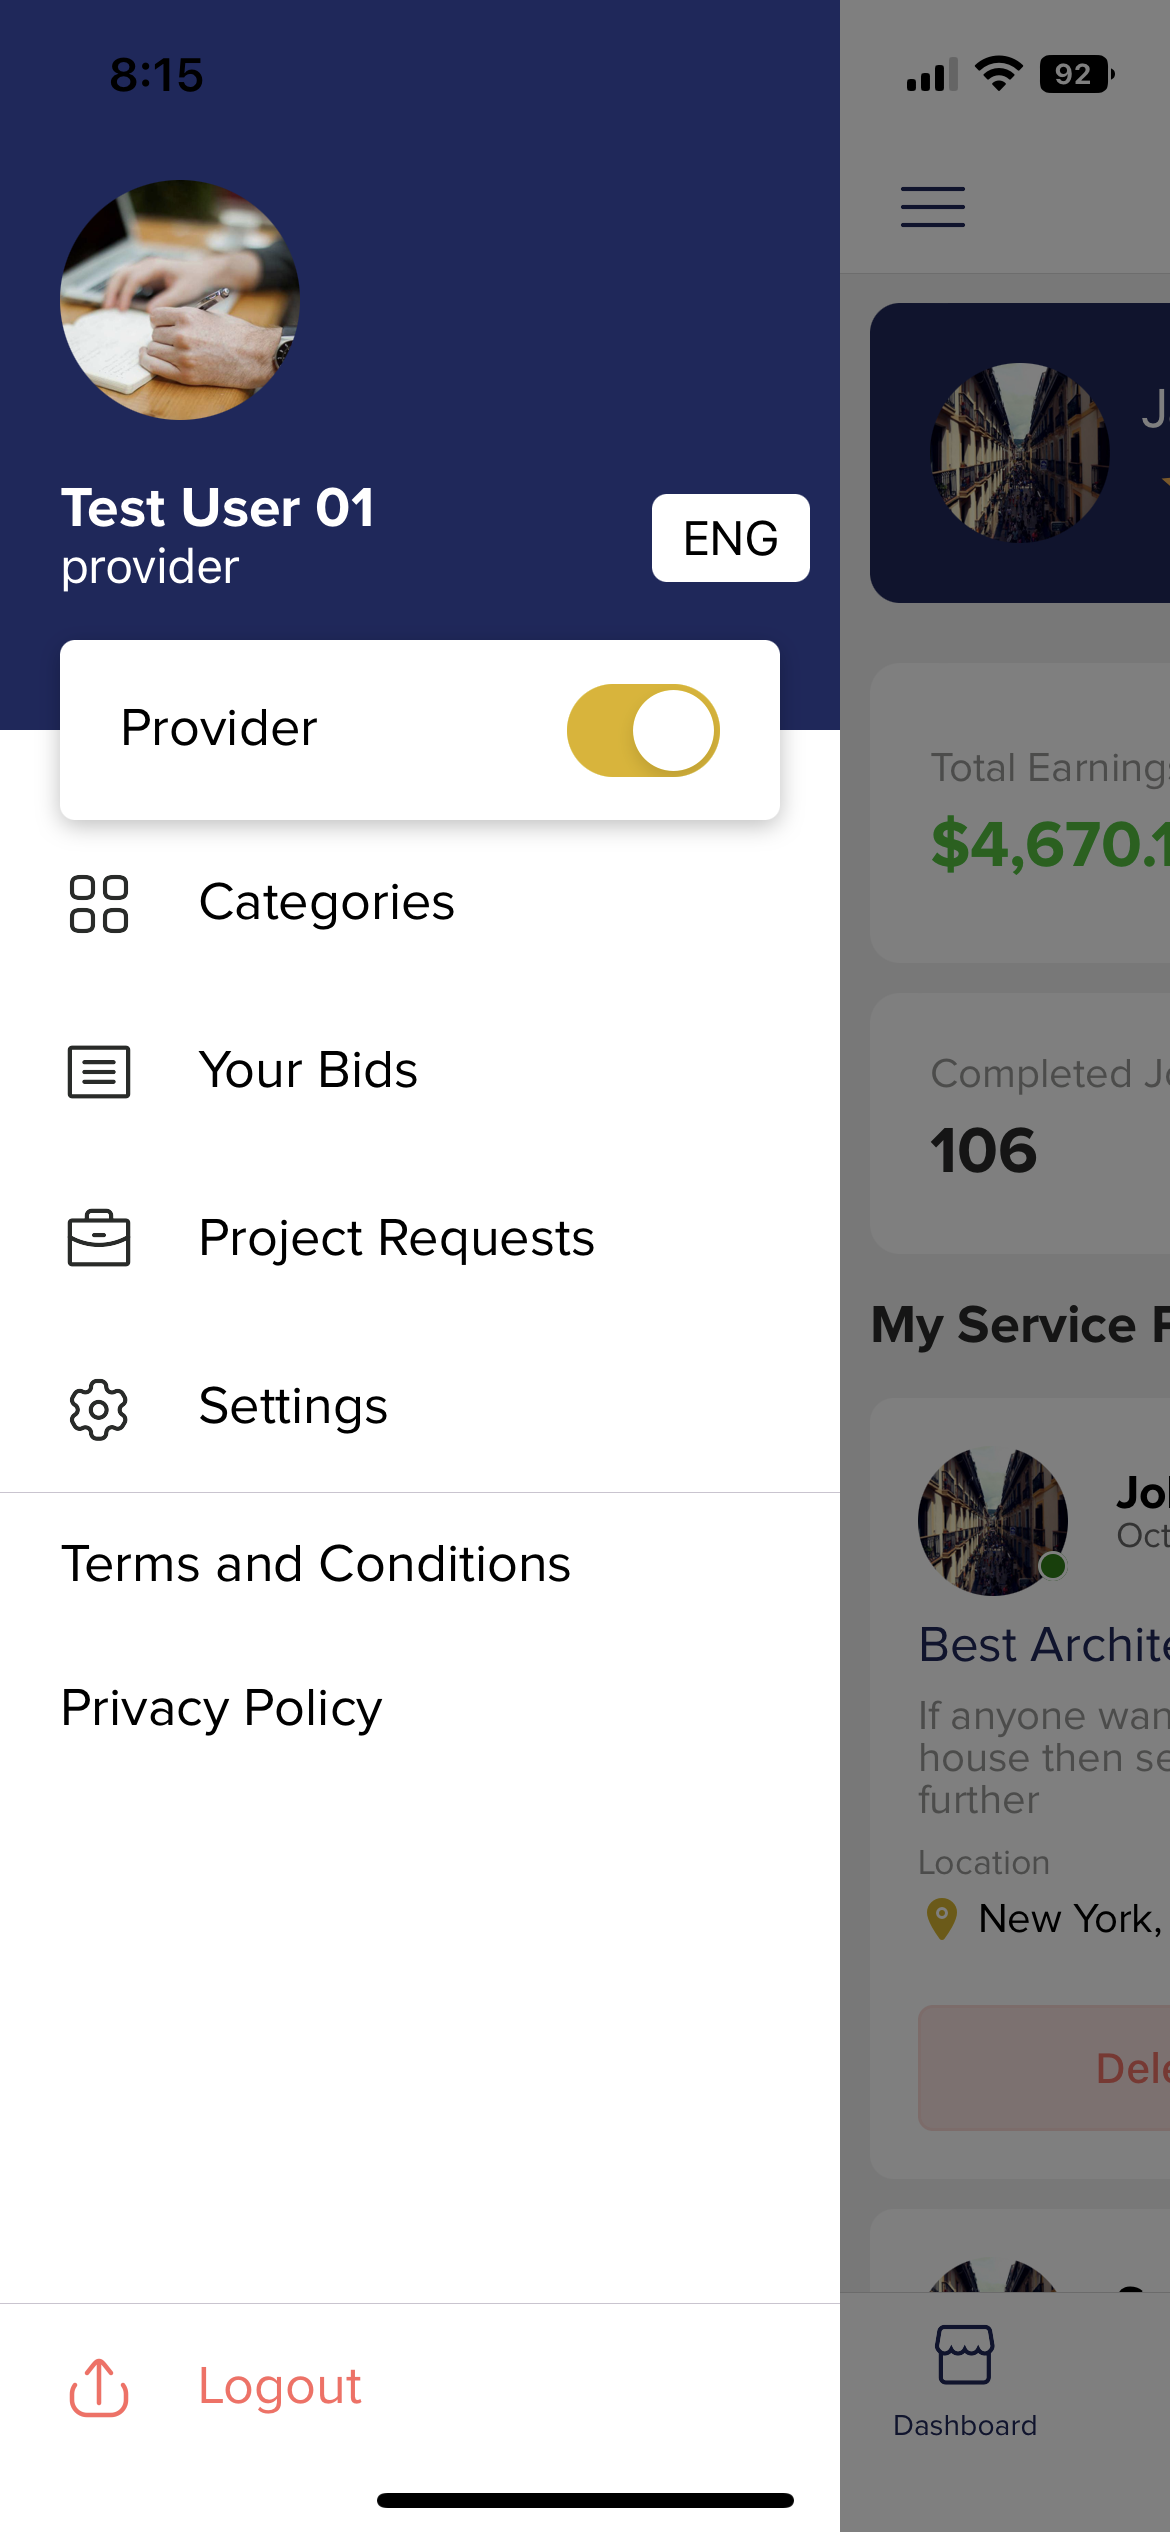 8:15
92
Test User 01
provider
ENG
Provider
Categories
Your Bids
Project Requests
Settings
Terms and Conditions
Privacy Policy
Logout
Total Earnings
$4,670.1
Completed Jo
106
My Service P
Joh
Oct
Best Archite
If anyone wan
house then se
further
Location
New York,
Dele
Dashboard